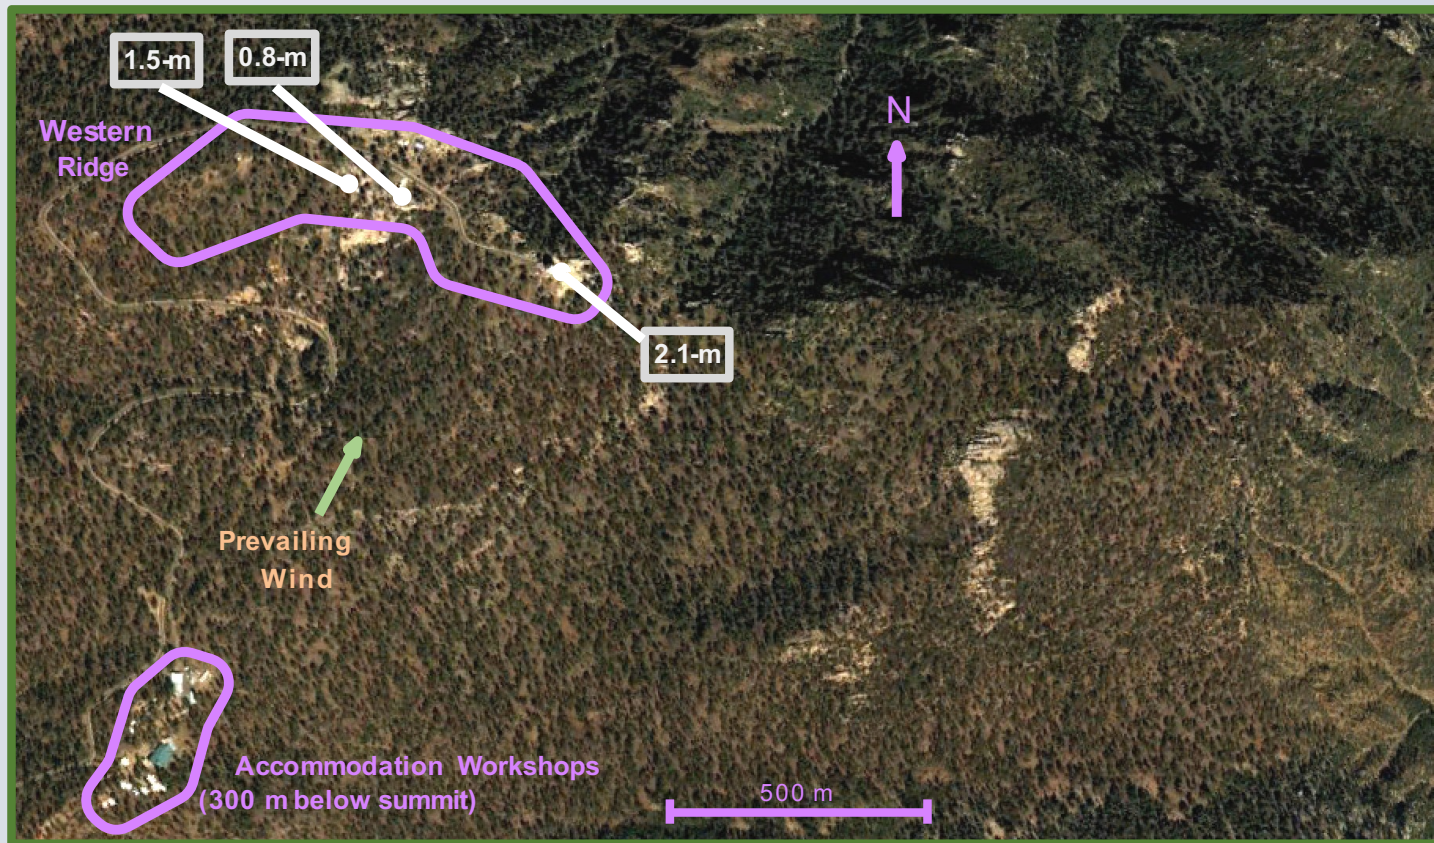 1.5-m
0.8-m
Western
Ridge
N
2.1-m
Prevailing
Wind
Accommodation Workshops
(300 m below summit)
500 m